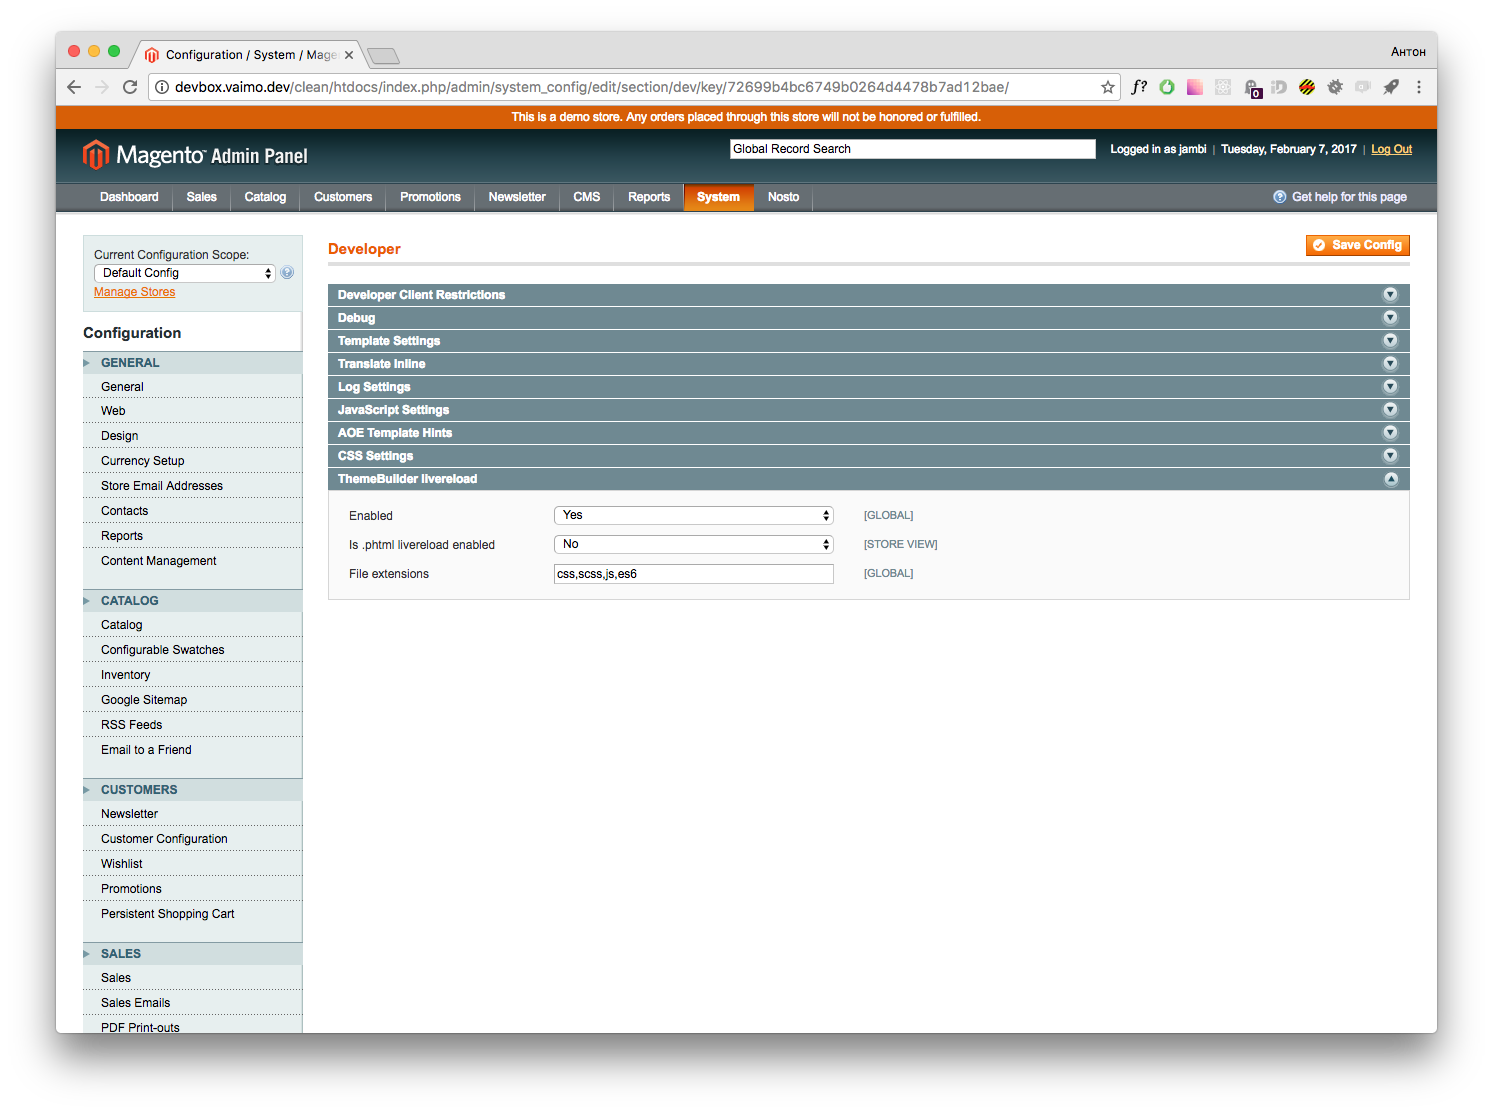 Configuration / System / Mage
Антон
devbox.vaimo.dev/clean/htdocs/index.php/admin/system_config/edit/section/dev/key/72699b4bc6749b0264d4478b7ad12bae/
f?
0
This is a demo store. Any orders placed through this store will not be honored or fulfilled.
Magento Admin Panel
Global Record Search
Logged in as jambi | Tuesday, February 7, 2017 | Log Out
Dashboard Sales Catalog Customers Promotions Newsletter CMS Reports System Nosto
Get help for this page
Current Configuration Scope:
Default Config
Manage Stores
Configuration
GENERAL
General
Web
Design
Currency Setup
Store Email Addresses
Contacts
Reports
Content Management
CATALOG
Catalog
Configurable Swatches
Inventory
Google Sitemap
RSS Feeds
Email to a Friend
CUSTOMERS
Newsletter
Customer Configuration
Wishlist
Promotions
Persistent Shopping Cart
SALES
Sales
Sales Emails
PDF Print-outs
Developer
Save Config
Developer Client Restrictions
Debug
Template Settings
Translate Inline
Log Settings
JavaScript Settings
AOE Template Hints
CSS Settings
ThemeBuilder livereload
Enabled Yes [GLOBAL]
Is .phtml livereload enabled No [STORE VIEW]
File extensions css,scss,js,es6 [GLOBAL]